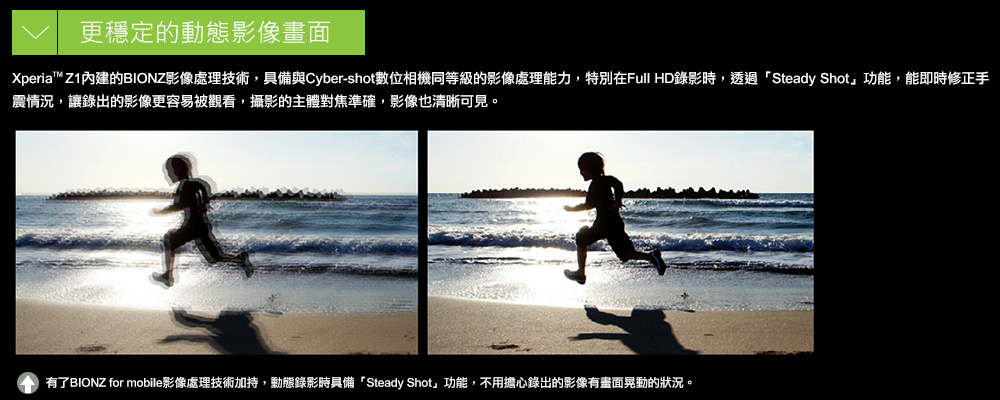 更穩定的動態影像畫面
Xperia™ Z1內建的BIONZ影像處理技術，具備與Cyber-shot數位相機同等級的影像處理能力，特別在Full HD錄影時，透過「Steady Shot」功能，能即時修正手
震情況，讓錄出的影像更容易被觀看，攝影的主體對焦準確，影像也清晰可見。
有了BIONZ for mobile影像處理技術加持，動態錄影時具備「Steady Shot」功能，不用擔心錄出的影像有畫面晃動的狀況。